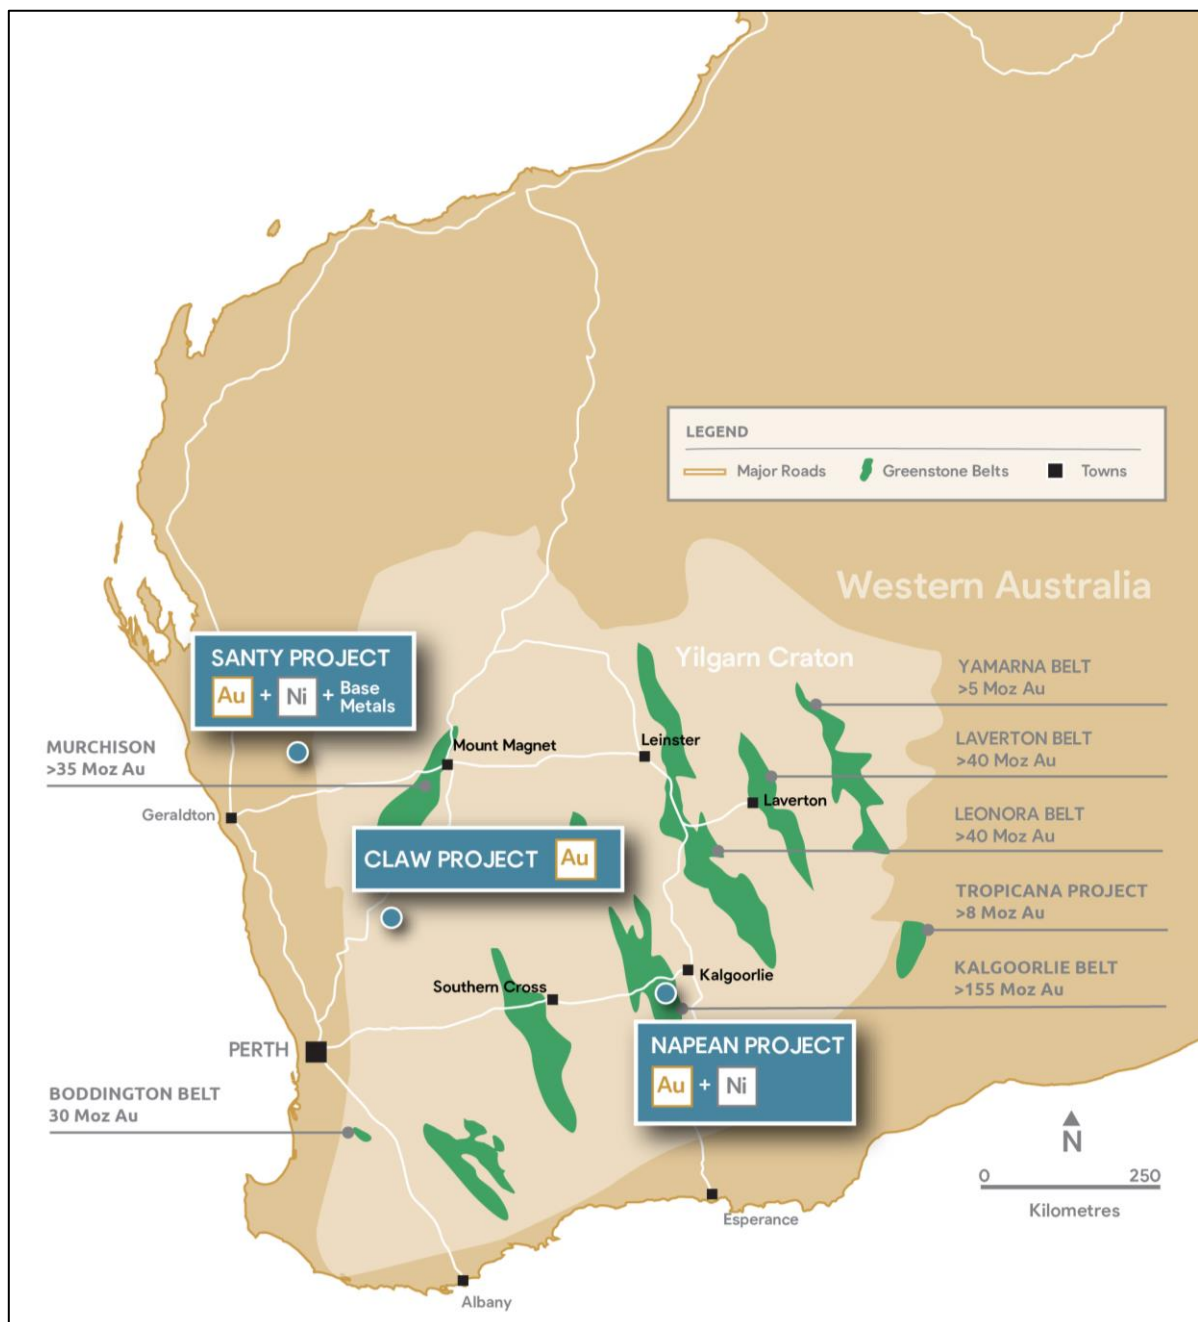 LEGEND
Major Roads
Greenstone Belts
Towns
Western Australia
Yilgarn Craton
SANTY PROJECT
Au + Ni + Base
Metals
YAMARNA BELT
>5 Moz Au
MURCHISON
>35 Moz Au
Mount Magnet
Leinster
LAVERTON BELT
>40 Moz Au
Geraldton
Laverton
LEONORA BELT
>40 Moz Au
CLAW PROJECT Au
TROPICANA PROJECT
>8 Moz Au
Southern Cross
Kalgoorlie
KALGOORLIE BELT
>155 Moz Au
PERTH
NAPEAN PROJECT
Au + Ni
BODDINGTON BELT
30 Moz Au
N
0 250
Kilometres
Esperance
Albany